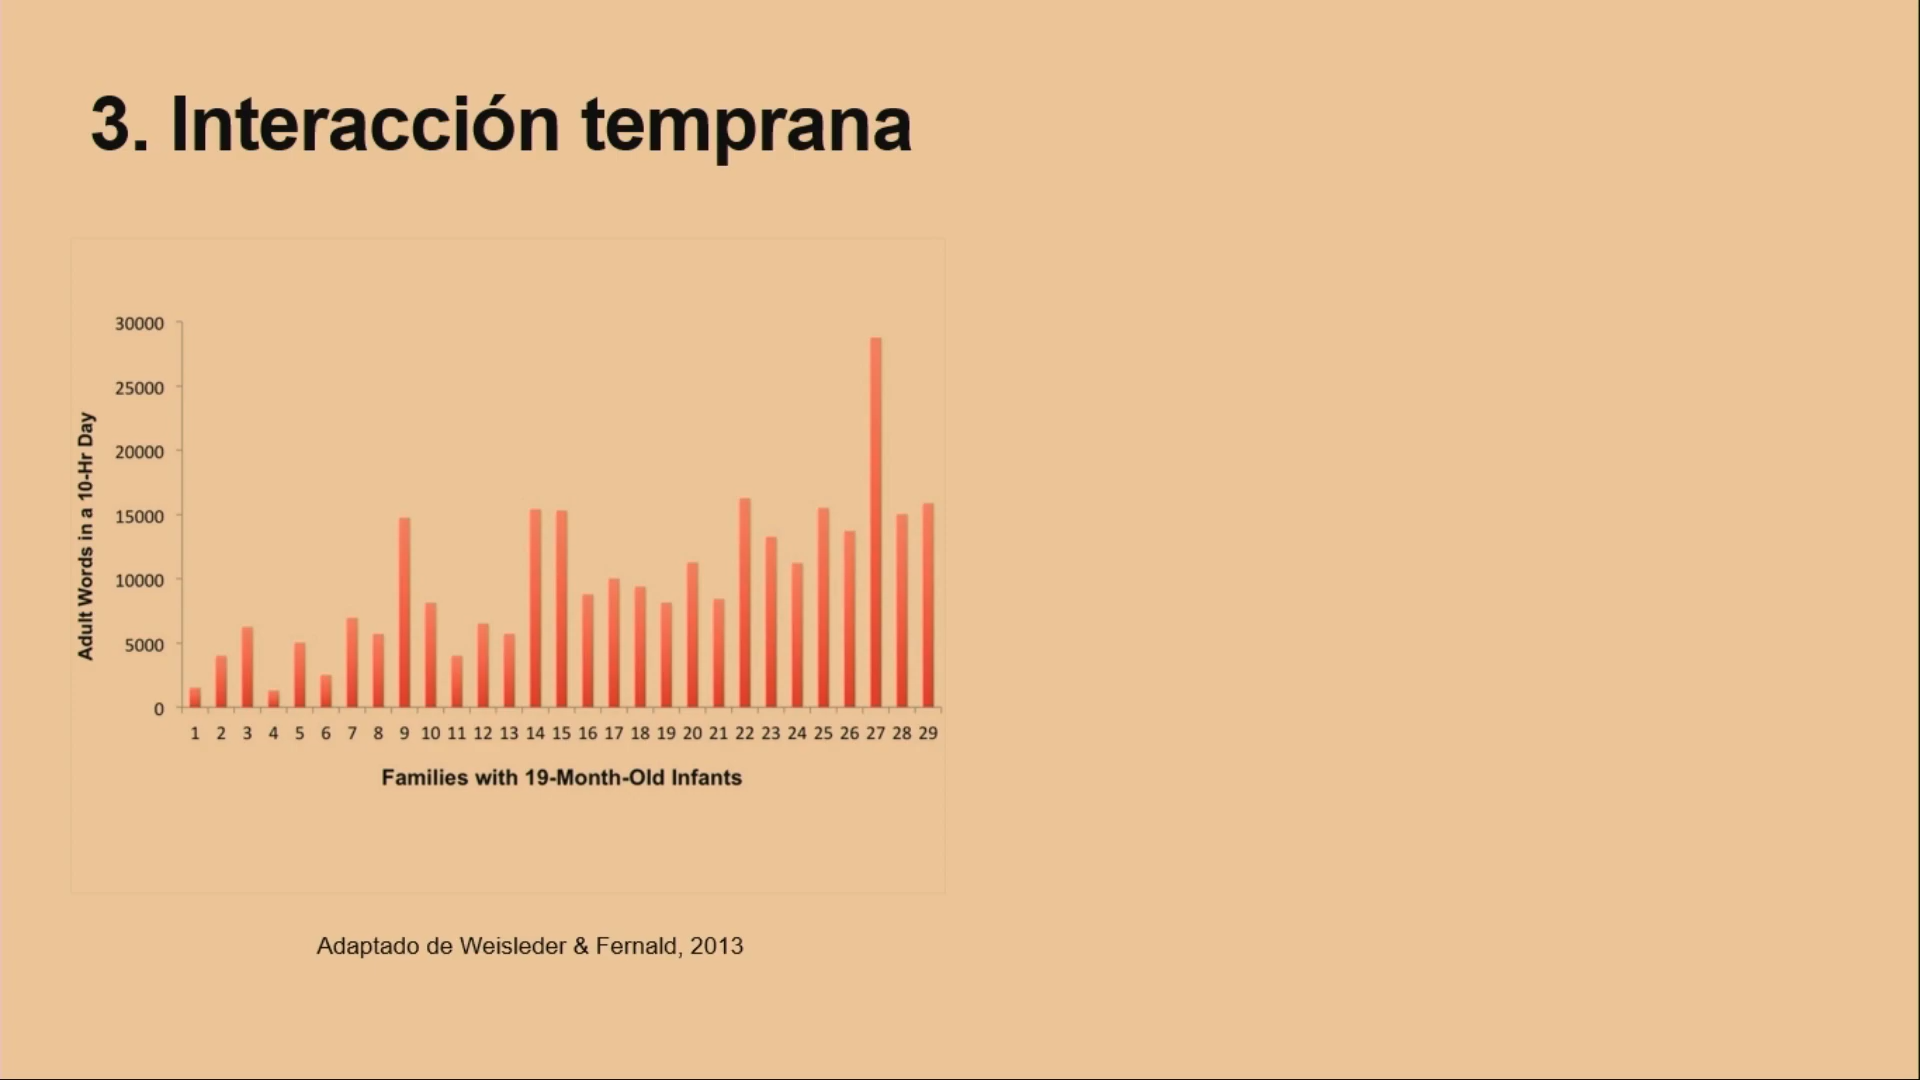 3. Interacción temprana
30000
25000
20000
15000
10000
5000
0
Adult Words in a 10-Hr Day
1 2 3 4 5 6 7 8 9 10 11 12 13 14 15 16 17 18 19 20 21 22 23 24 25 26 27 28 29
Families with 19-Month-Old Infants
Adaptado de Weisleder & Fernald, 2013